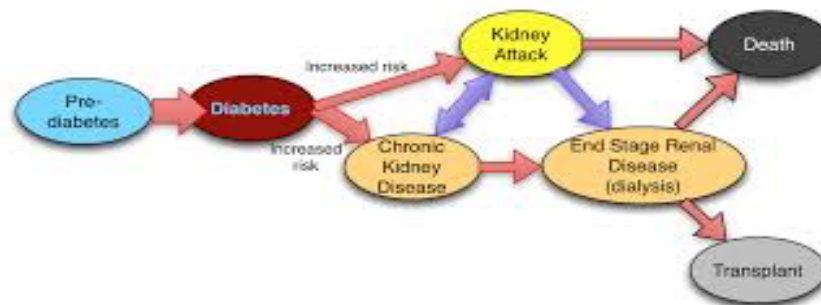 Pre-
diabetes
Diabetes
Increased risk
Increased
risk
Kidney
Attack
Chronic
Kidney
Disease
End Stage Renal
Disease
(dialysis)
Death
Transplant